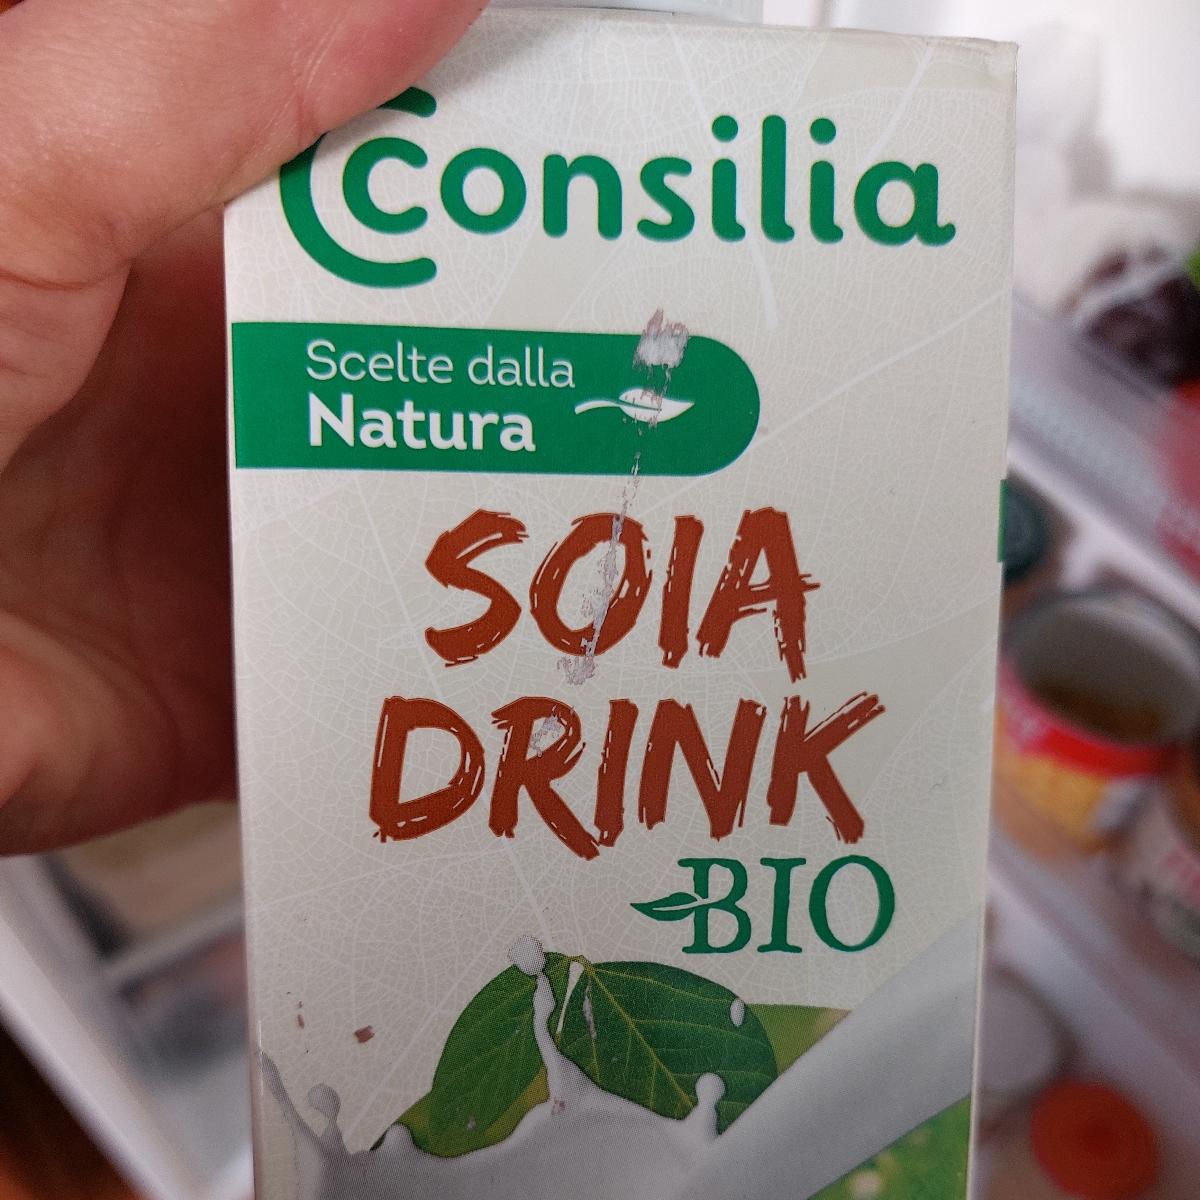 Consilia
Scelte dalla
Natura
SOIA
DRINK
BIO